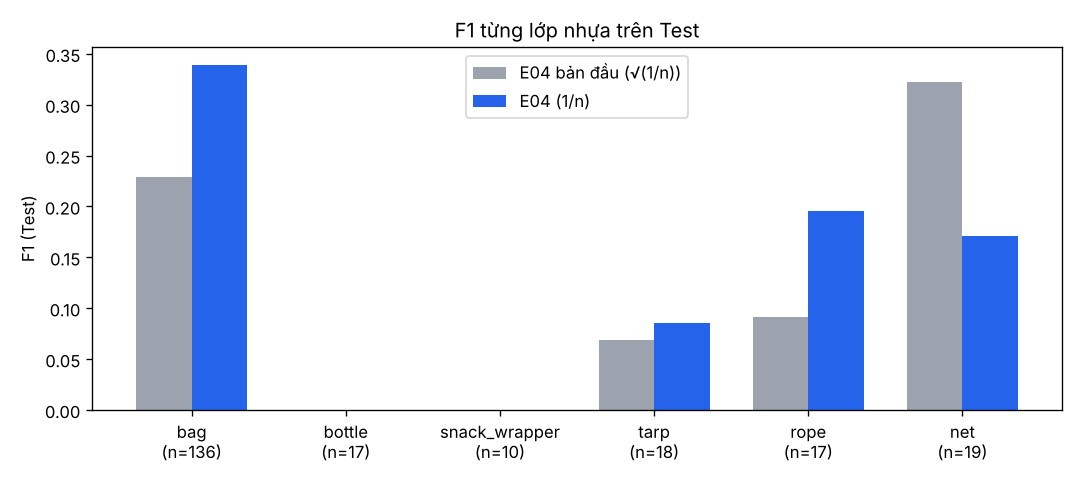 F1 từng lớp nhựa trên Test
E04 bản đầu (√(1/n))
E04 (1/n)
F1 (Test)
0.35
0.30
0.25
0.20
0.15
0.10
0.05
0.00
bag
(n=136)
bottle
(n=17)
snack_wrapper
(n=10)
tarp
(n=18)
rope
(n=17)
net
(n=19)